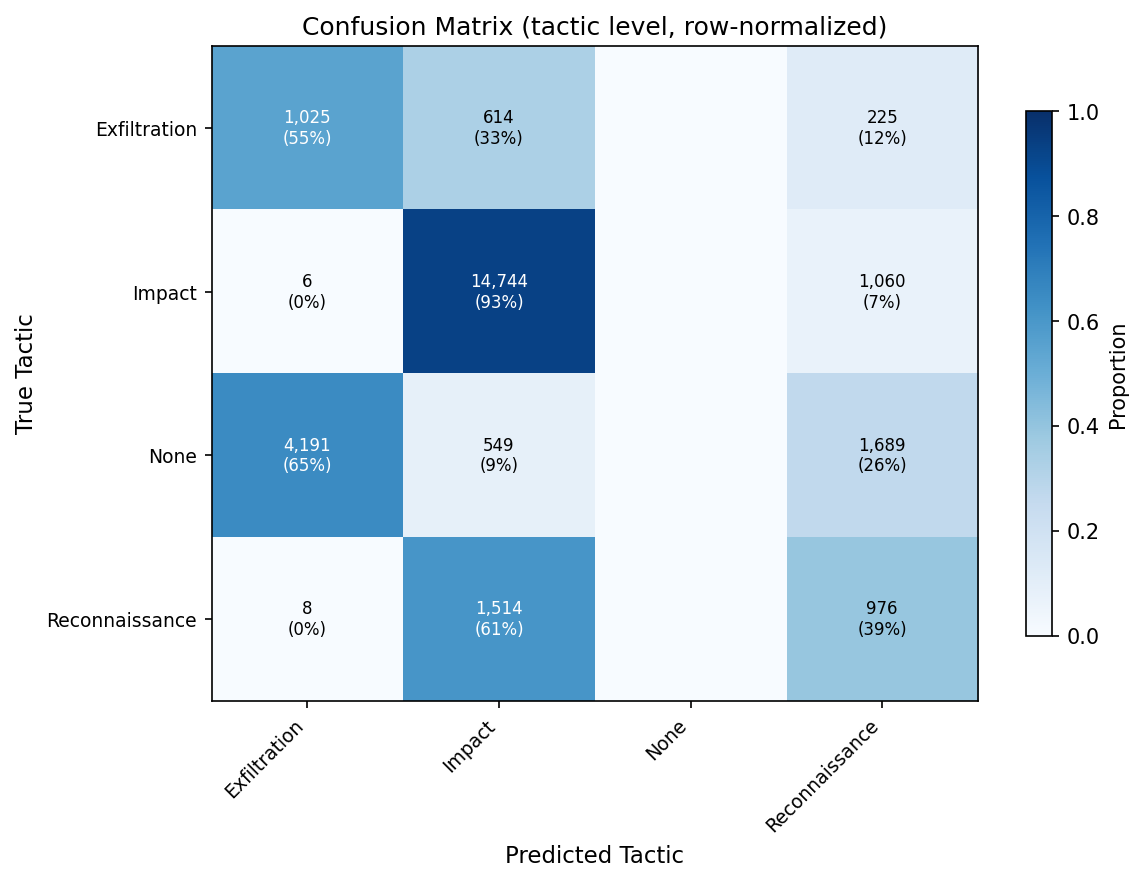 Confusion Matrix (tactic level, row-normalized)
True Tactic
Exfiltration
1,025
(55%)
614
(33%)
225
(12%)
Impact
6
(0%)
14,744
(93%)
1,060
(7%)
None
4,191
(65%)
549
(9%)
1,689
(26%)
Reconnaissance
8
(0%)
1,514
(61%)
976
(39%)
Exfiltration
Impact
None
Reconnaissance
Predicted Tactic
1.0
0.8
0.6
0.4
0.2
0.0
Proportion